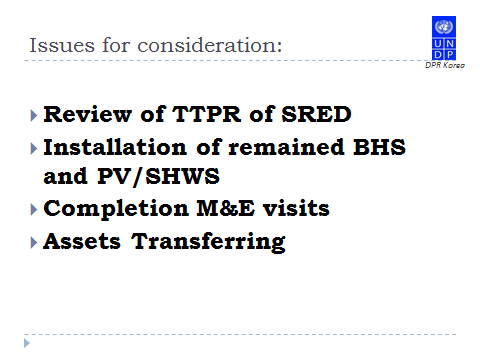 Issues for consideration:
U N
D P
DPR Korea
Review of TTPR of SRED
Installation of remained BHS
and PV/SHWS
Completion M&E visits
Assets Transferring